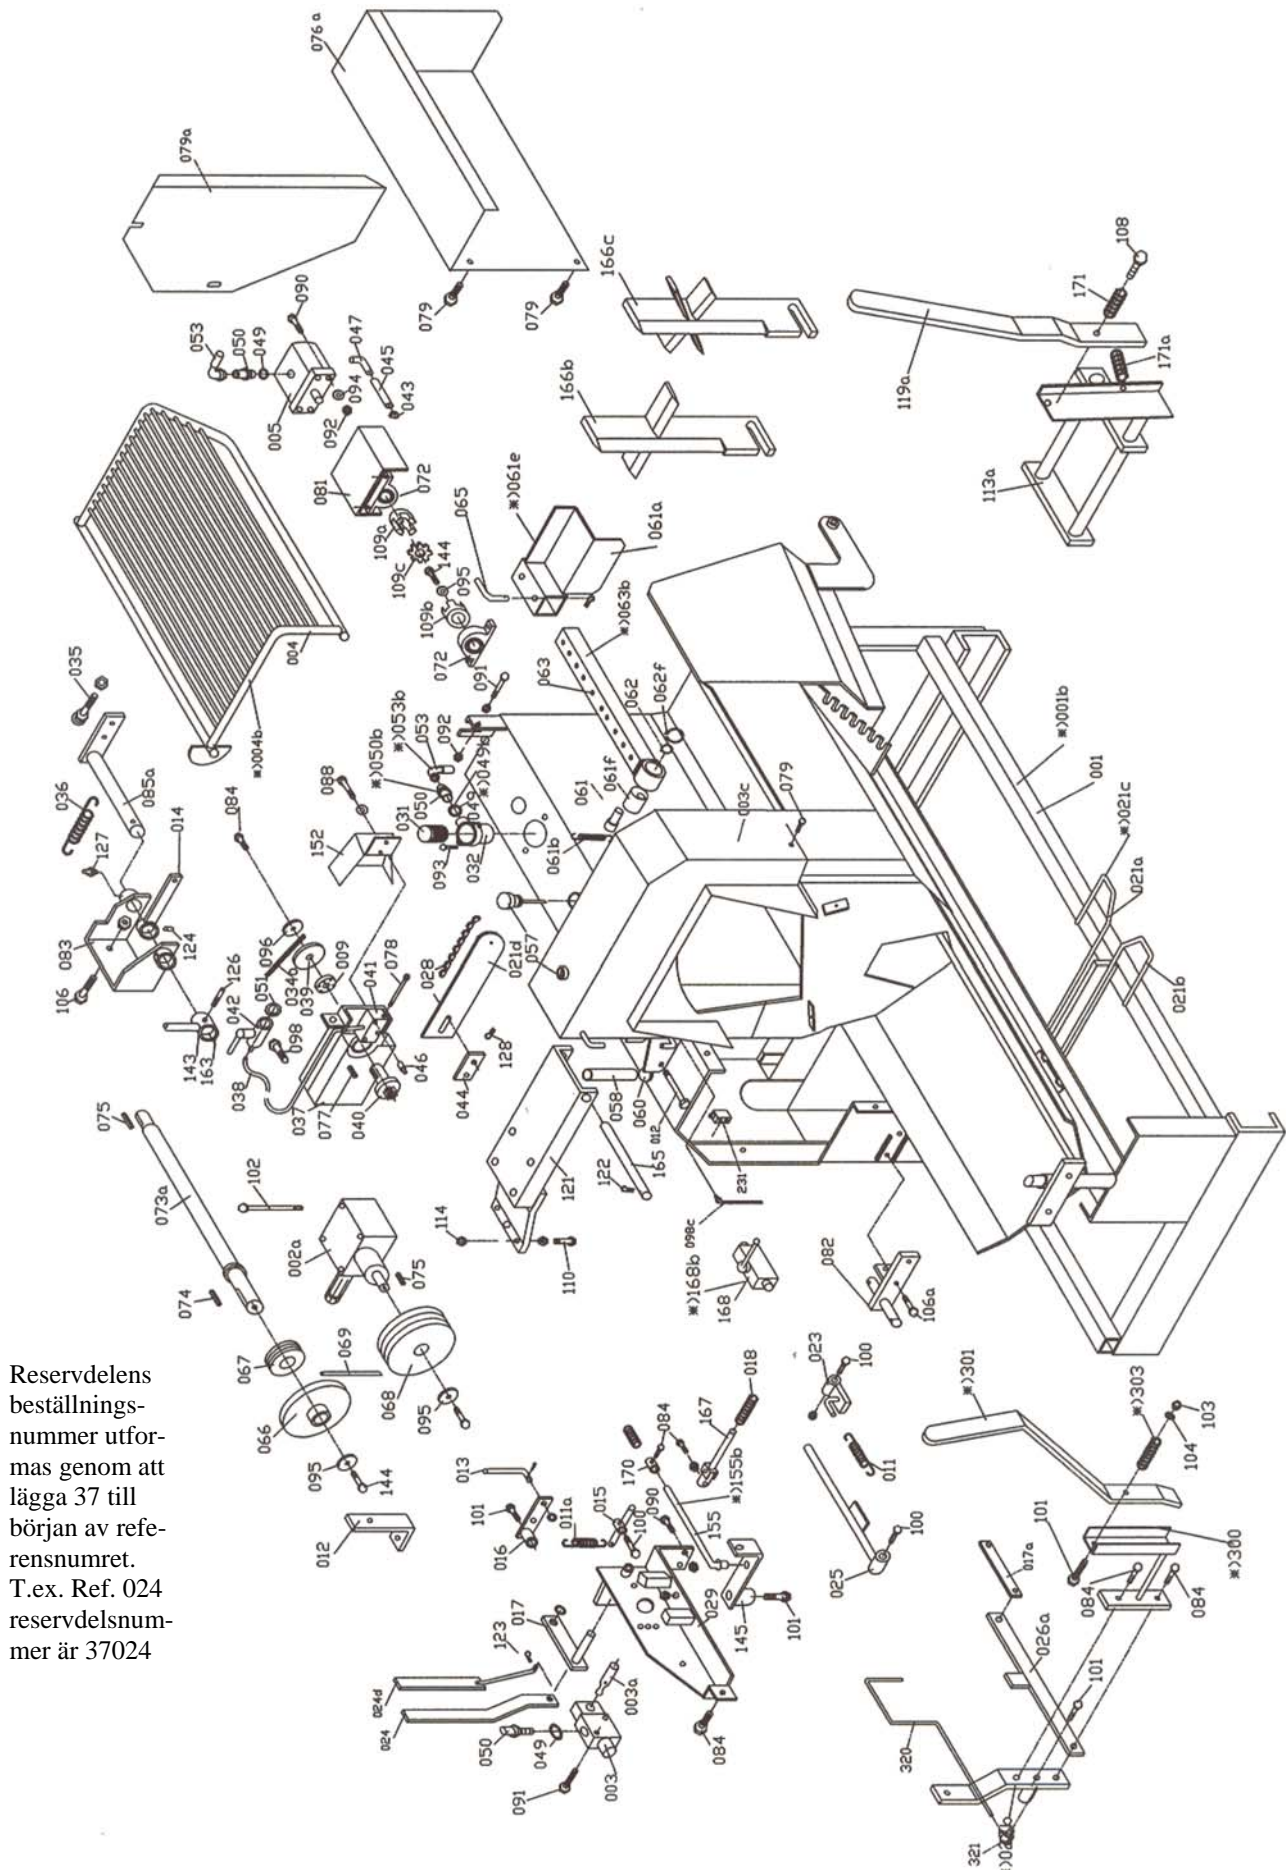 076a
079a
053
050
049
090
005
094
047
045
043
092
079
079
166c
166b
108
171
171a
119a
113a
004
※)004b
081
072
109a
109c
144
095
109b
072
065
※)061e
061a
※)063b
063
062
062f
061
061f
061b
003c
079
091
092
053
※)053b
※)050b
050
049
※)049b
031
032
093
088
152
057
035
036
085a
127
014
083
124
106
084
096
034a
039
009
051
042
126
143
163
098
038
037
077
040
041
078
046
028
021d
044
128
058
060
012
231
098c
165
122
121
114
110
※)168b
168
082
106a
※)001b
001
※)021c
021a
021b
075
073a
074
102
002a
075
067
066
069
068
095
095
144
012
013
101
016
011a
015
100
170
084
167
018
090
※)155b
155
029
145
101
017
123
024d
024
003a
050
049
003
091
084
023
100
011
025
100
※)301
※)303
103
104
101
※)300
084
084
017a
026a
101
320
321
Reservdelens
beställnings-
nummer utfor-
mas genom att
lägga 37 till
början av refe-
rensnumret.
T.ex. Ref. 024
reservdelsnum-
mer är 37024